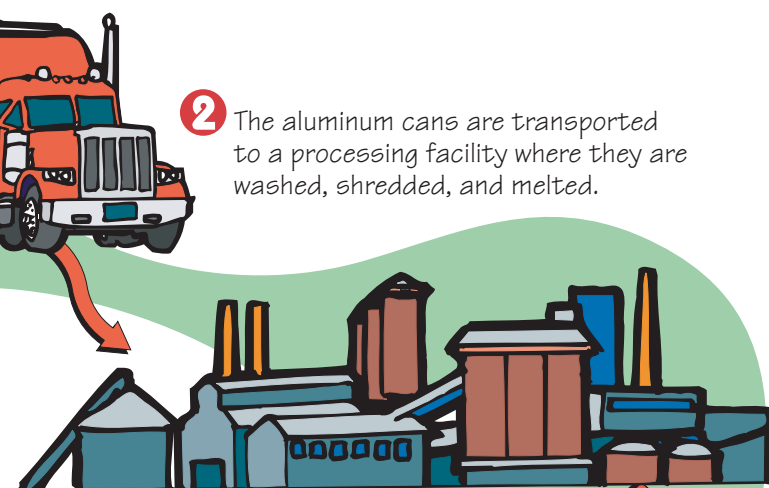 2
The aluminum cans are transported
to a processing facility where they are
washed, shredded, and melted.